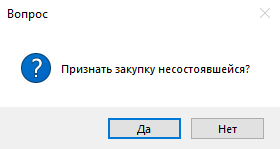 Вопрос
Признать закупку несостоявшейся?
Да
Нет